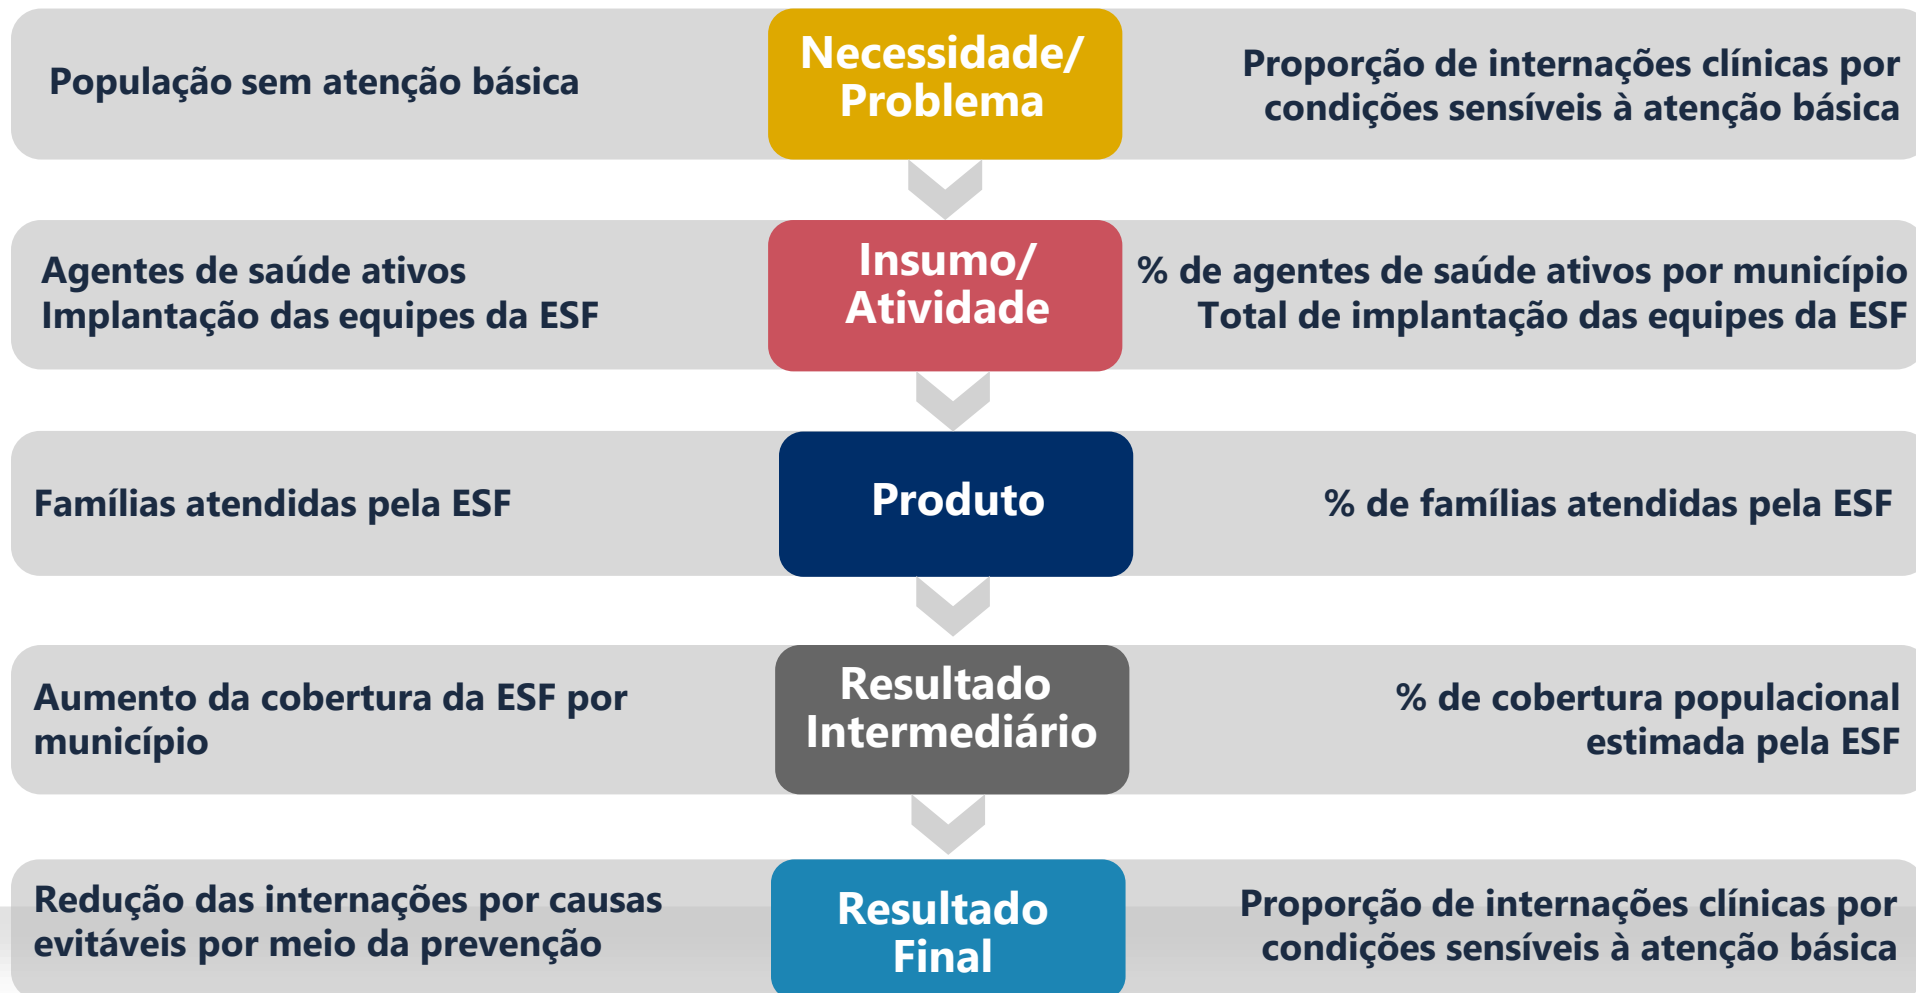 População sem atenção básica
Necessidade/
Problema
Proporção de internações clínicas por
condições sensíveis à atenção básica
Agentes de saúde ativos
Implantação das equipes da ESF
Insumo/
Atividade
% de agentes de saúde ativos por município
Total de implantação das equipes da ESF
Famílias atendidas pela ESF
Produto
% de famílias atendidas pela ESF
Aumento da cobertura da ESF por
município
Resultado
Intermediário
% de cobertura populacional
estimada pela ESF
Redução das internações por causas
evitáveis por meio da prevenção
Resultado
Final
Proporção de internações clínicas por
condições sensíveis à atenção básica